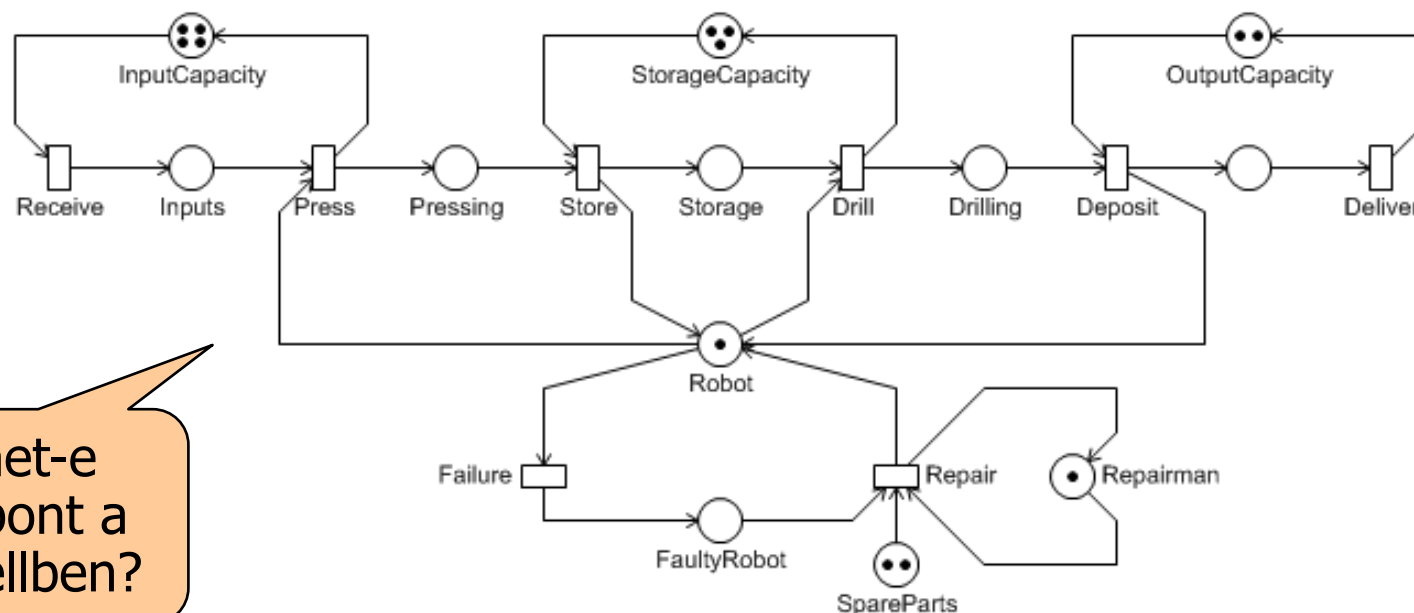 InputCapacity
StorageCapacity
OutputCapacity
Receive
Inputs
Press
Pressing
Store
Storage
Drill
Drilling
Deposit
Robot
Failure
Repair
Repairman
FaultyRobot
SpareParts